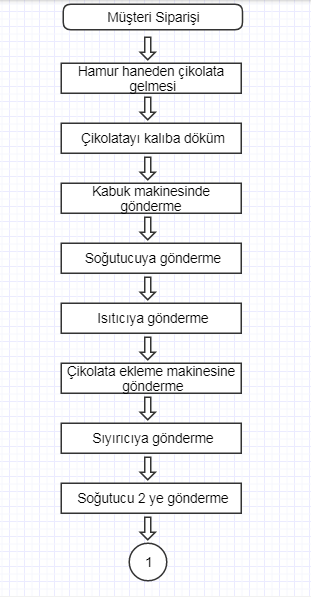 Müşteri Siparişi
Hamur haneden çikolata
gelmesi
Çikolatayı kalıba döküm
Kabuk makinesinde
gönderme
Soğutucuya gönderme
Isıtıcıya gönderme
Çikolata ekleme makinesine
gönderme
Sıyırıcıya gönderme
Soğutucu 2 ye gönderme
1